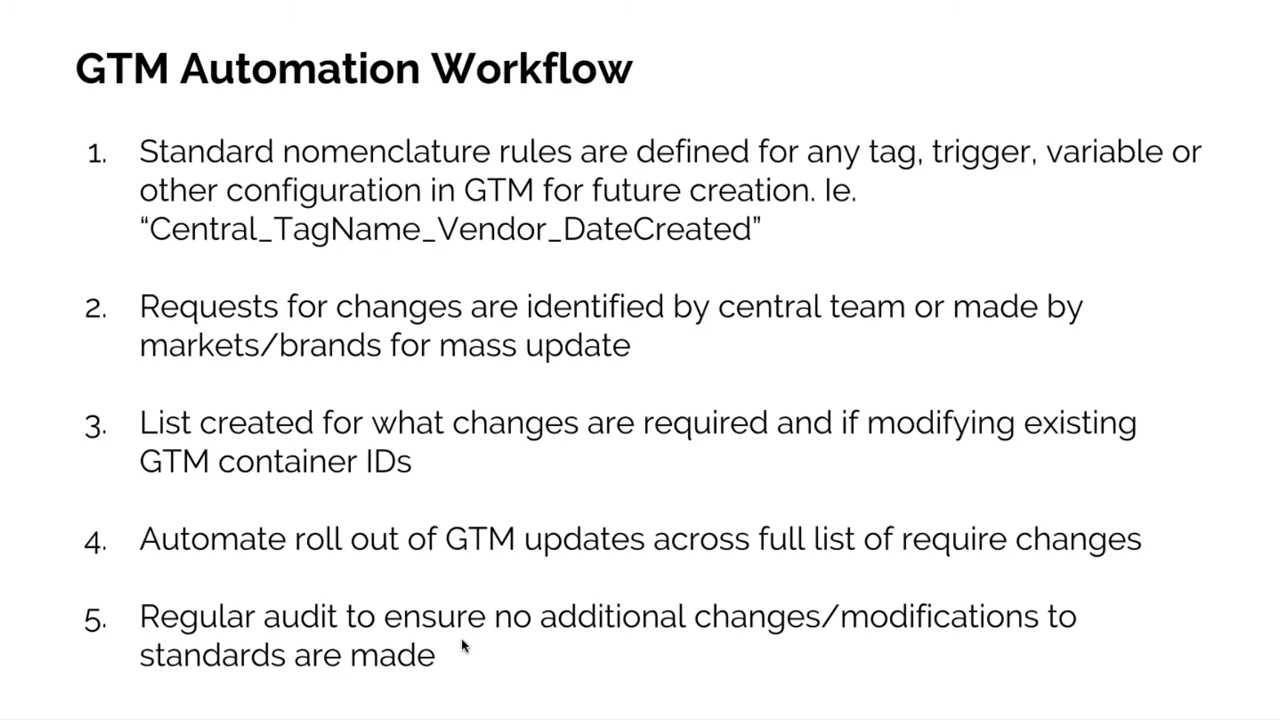 GTM Automation Workflow
1. Standard nomenclature rules are defined for any tag, trigger, variable or
other configuration in GTM for future creation. Ie.
“Central_TagName_Vendor_DateCreated”
2. Requests for changes are identified by central team or made by
markets/brands for mass update
3. List created for what changes are required and if modifying existing
GTM container IDs
4. Automate roll out of GTM updates across full list of require changes
5. Regular audit to ensure no additional changes/modifications to
standards are made